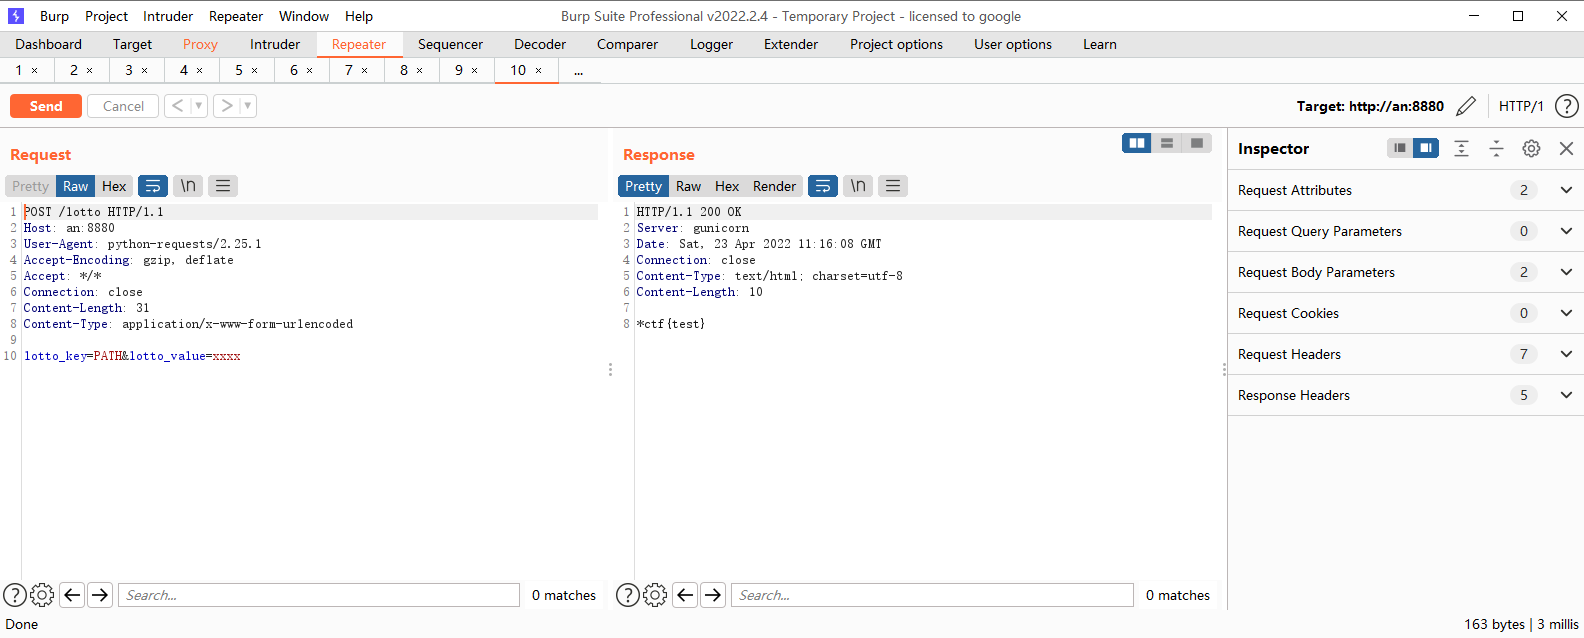 Burp Project Intruder Repeater Window Help Burp Suite Professional v2022.2.4 - Temporary Project - licensed to google
Dashboard Target Proxy Intruder Repeater Sequencer Decoder Comparer Logger Extender Project options User options Learn
1 × 2 × 3 × 4 × 5 × 6 × 7 × 8 × 9 × 10 × ...
Send Cancel < > Target: http://an:8880 HTTP/1 ?
Request
Pretty Raw Hex \n
1 POST /lotto HTTP/1.1
2 Host: an:8880
3 User-Agent: python-requests/2.25.1
4 Accept-Encoding: gzip, deflate
5 Accept: */*
6 Connection: close
7 Content-Length: 31
8 Content-Type: application/x-www-form-urlencoded
9
10 lotto_key=PATH&lotto_value=xxxx
? Search... 0 matches
Response
Pretty Raw Hex Render \n
1 HTTP/1.1 200 OK
2 Server: gunicorn
3 Date: Sat, 23 Apr 2022 11:16:08 GMT
4 Connection: close
5 Content-Type: text/html; charset=utf-8
6 Content-Length: 10
7
8 *ctf{test}
? Search... 0 matches
Inspector
Request Attributes 2
Request Query Parameters 0
Request Body Parameters 2
Request Cookies 0
Request Headers 7
Response Headers 5
Done 163 bytes | 3 millis